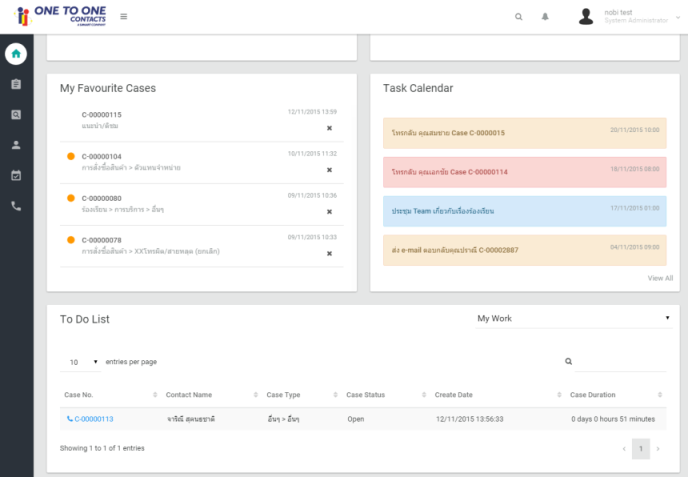 ONE TO ONE
CONTACTS
nobi test
System Administrator
My Favourite Cases
C-00000115
12/11/2015 13:59
แนะนำ/ติชม
C-00000104
10/11/2015 11:32
การสั่งซื้อสินค้า > ตัวแทนจำหน่าย
C-00000080
09/11/2015 10:36
ร้องเรียน > การบริการ > อื่นๆ
C-00000078
09/11/2015 10:33
การสั่งซื้อสินค้า > XXโทรผิด/สายหลุด (ยกเลิก)
Task Calendar
โทรกลับ คุณสมชาย Case C-0000015
20/11/2015 10:00
โทรกลับ คุณเอกชัย Case C-00000114
18/11/2015 08:00
ประชุม Team เกี่ยวกับเรื่องร้องเรียน
17/11/2015 01:00
ส่ง e-mail ตอบกลับคุณปราณี C-00002887
04/11/2015 09:00
View All
To Do List
My Work
10 entries per page
Case No. Contact Name Case Type Case Status Create Date Case Duration
C-00000113 จาริณี สุคนธชาติ อื่นๆ > อื่นๆ Open 12/11/2015 13:56:33 0 days 0 hours 51 minutes
Showing 1 to 1 of 1 entries
1